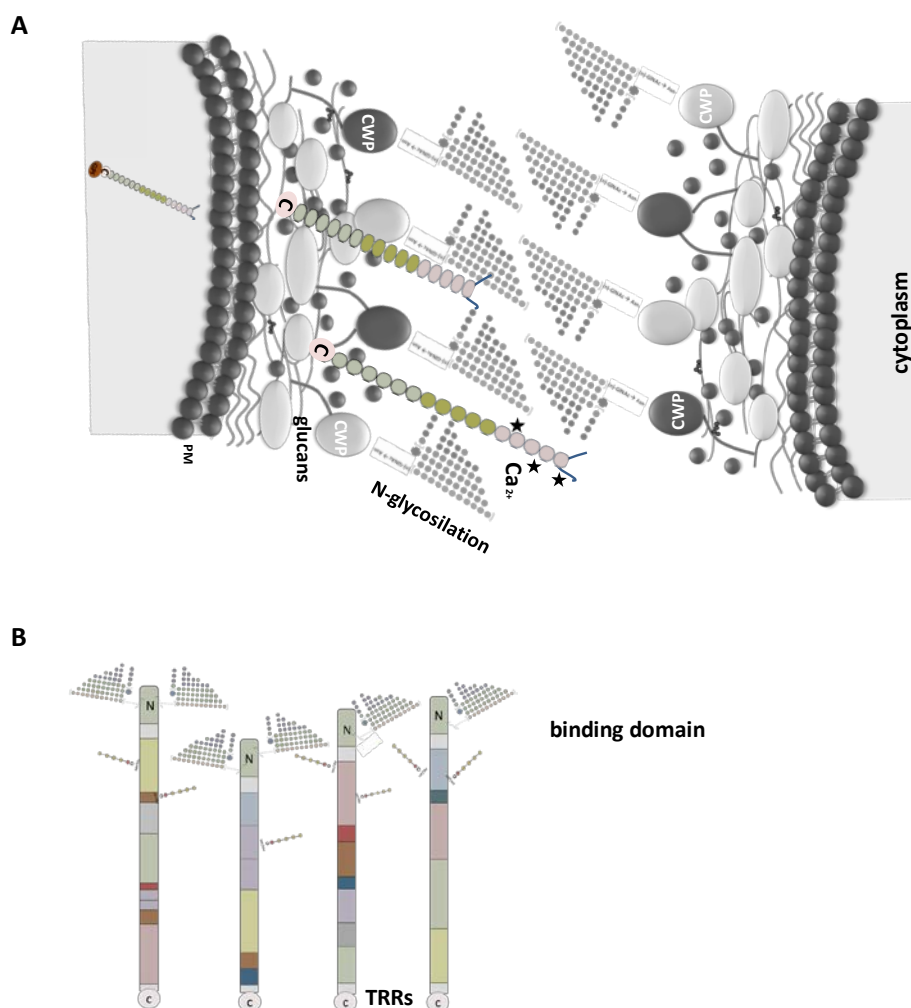 A
CWP
CWP
cytoplasm
C
C
CWP
CWP
glucans
PM
Ca2+
N-glycosilation
B
N
N
N
N
binding domain
C
C
C
C
TRRs